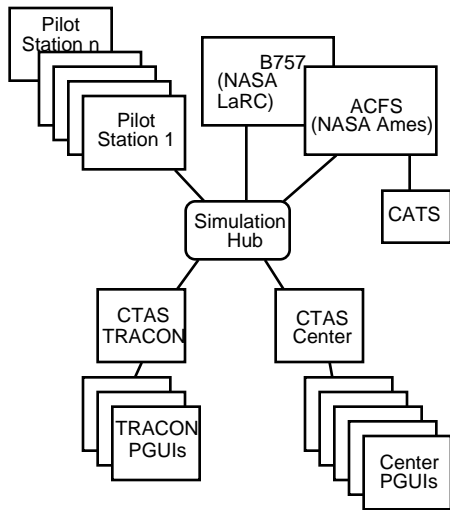 Pilot
Station n
B757
(NASA
LaRC)
ACFS
(NASA Ames)
Pilot
Station 1
CATS
Simulation
Hub
CTAS
TRACON
CTAS
Center
TRACON
PGUIs
Center
PGUIs